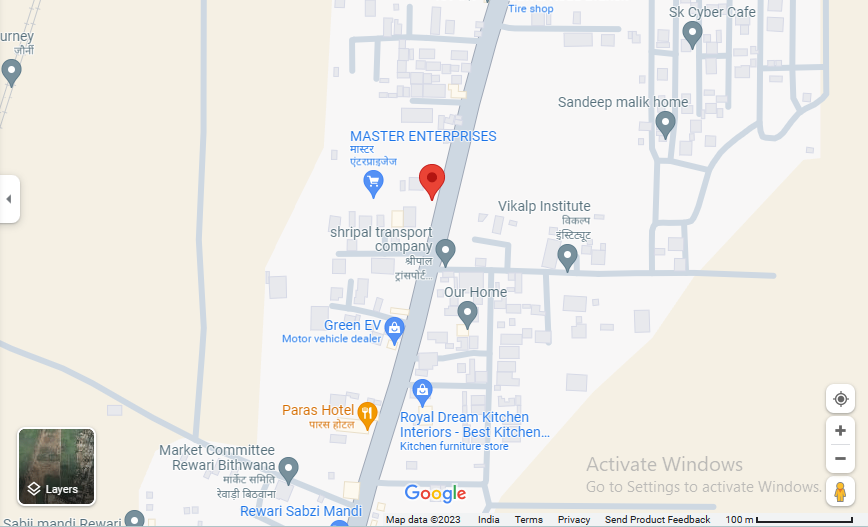 Tire shop
Sk Cyber Cafe
urney
जौर्नी
Sandeep malik home
MASTER ENTERPRISES
मास्टर
एंटरप्राइजेज
Vikalp Institute
विकल्प
इंस्टिट्यूट
shripal transport
company
श्रीपाल
ट्रांसपोर्ट...
Our Home
Green EV
Motor vehicle dealer
Paras Hotel
पारस होटल
Royal Dream Kitchen
Interiors - Best Kitchen...
Kitchen furniture store
Market Committee
Rewari Bithwana
मार्केट समिति
रेवाड़ी बिठवाना
Layers
Activate Windows
Go to Settings to activate Windows.
Google
Rewari Sabzi Mandi
Sabji mandi Rewari
Map data ©2023 India Terms Privacy Send Product Feedback 100 m